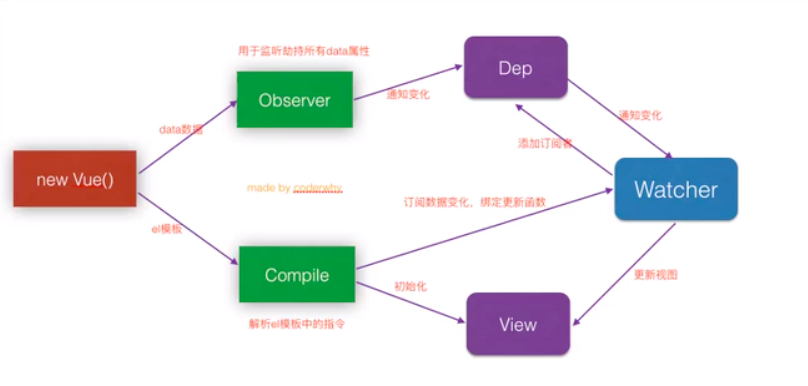 用于监听劫持所有data属性
Dep
Observer
通知变化
通知变化
data数据
添加订阅者
new Vue()
made by coderwhy
订阅数据变化、绑定更新函数
Watcher
el模板
Compile
初始化
更新视图
解析el模板中的指令
View